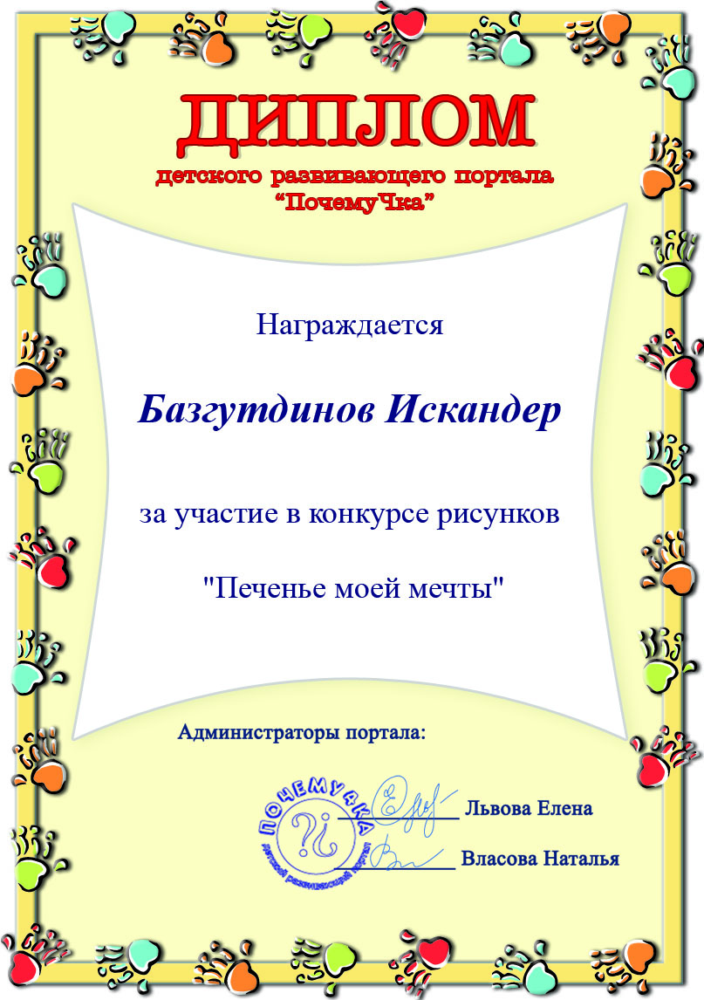 ДИПЛОМ
детского развивающего портала
“ПочемуЧка”
Награждается
Базгутдинов Искандер
за участие в конкурсе рисунков
"Печенье моей мечты"
Администраторы портала:
ПОЧЕМУЧКА
?
детский развивающий портал
Львова Елена
Власова Наталья